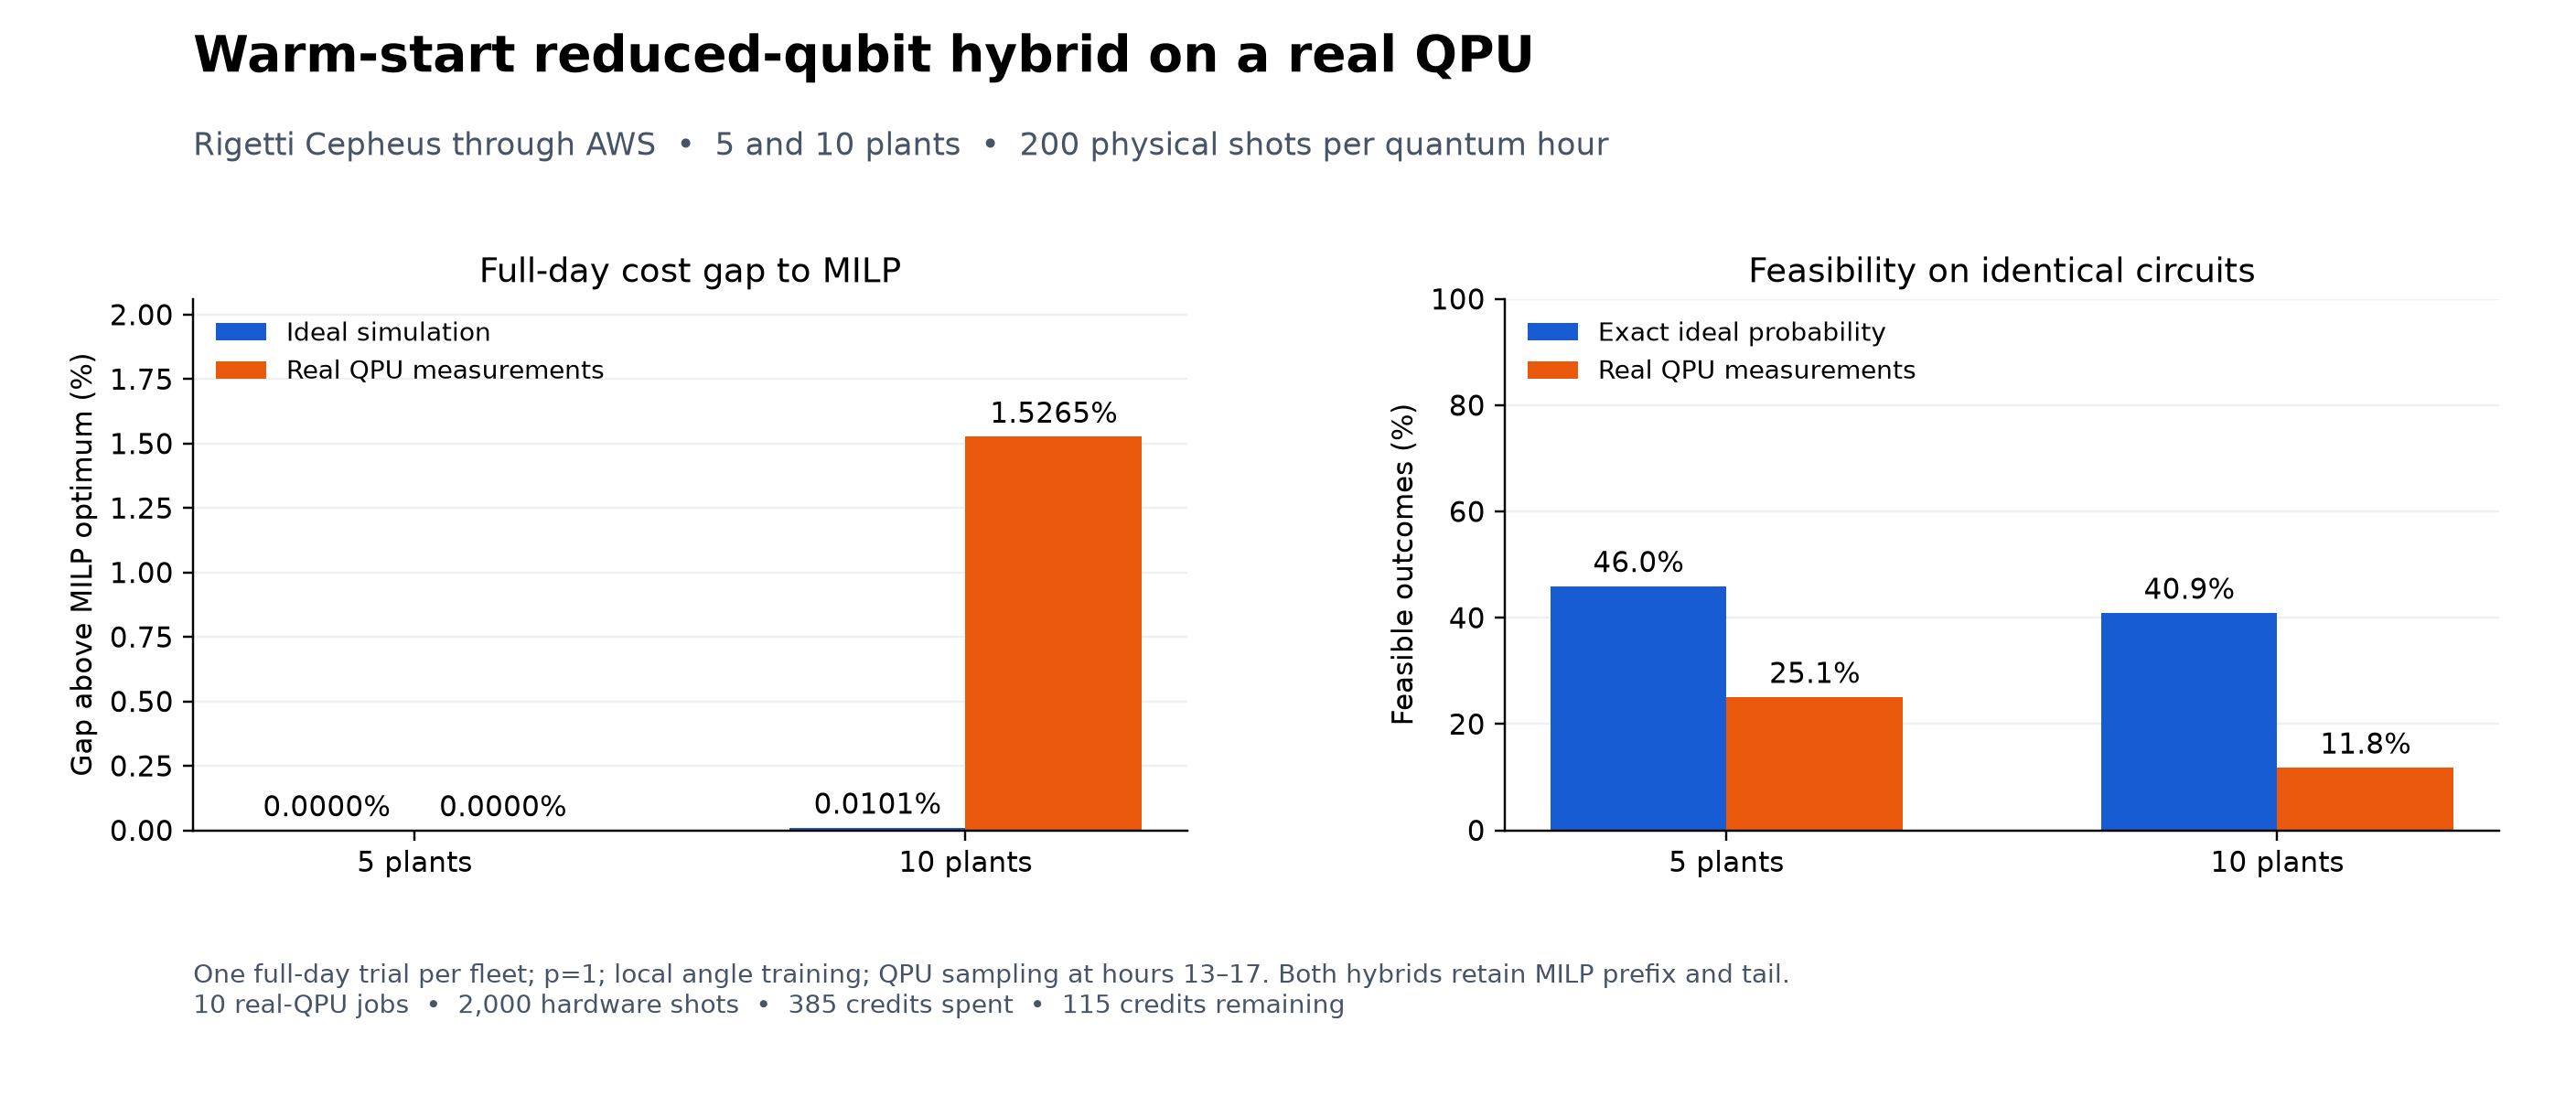 Warm-start reduced-qubit hybrid on a real QPU
Rigetti Cepheus through AWS • 5 and 10 plants • 200 physical shots per quantum hour
Full-day cost gap to MILP
Gap above MILP optimum (%)
2.00
1.75
1.50
1.25
1.00
0.75
0.50
0.25
0.00
Ideal simulation
Real QPU measurements
0.0000%
0.0000%
0.0101%
1.5265%
5 plants
10 plants
Feasibility on identical circuits
Feasible outcomes (%)
100
80
60
40
20
0
Exact ideal probability
Real QPU measurements
46.0%
25.1%
40.9%
11.8%
5 plants
10 plants
One full-day trial per fleet; p=1; local angle training; QPU sampling at hours 13–17. Both hybrids retain MILP prefix and tail.
10 real-QPU jobs • 2,000 hardware shots • 385 credits spent • 115 credits remaining